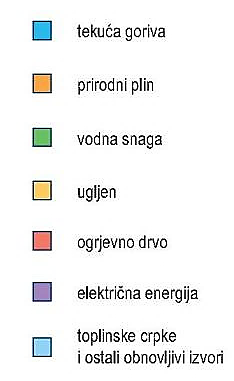 tekuća goriva
prirodni plin
vodna snaga
ugljen
ogrjevno drvo
električna energija
toplinske crpke
i ostali obnovljivi izvori